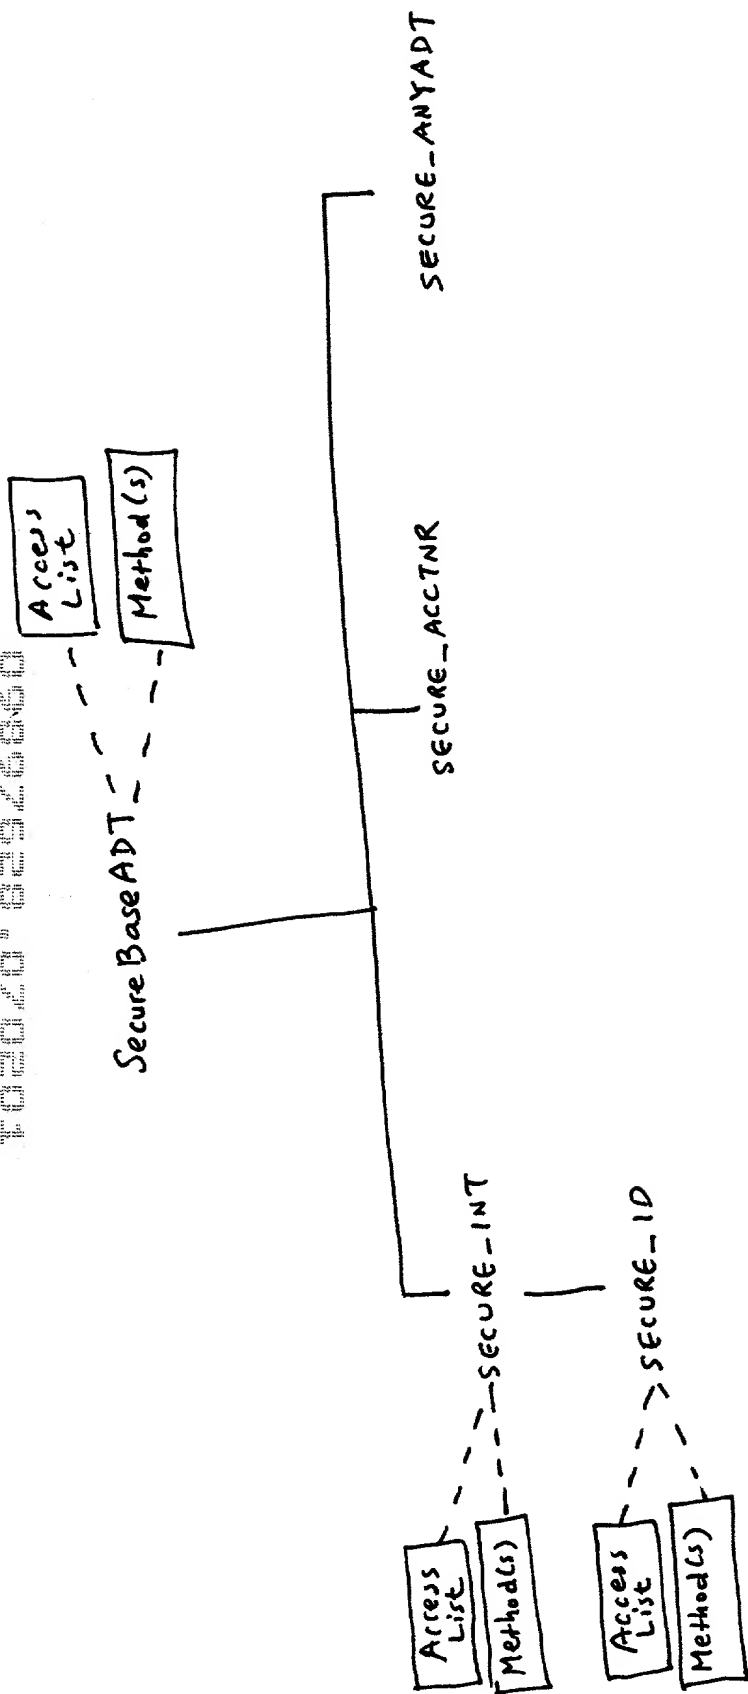 Access
List
Method(s)
SecureBaseADT
SECURE_ANYADT
SECURE_ACCTNR
SECURE_INT
Access
List
Method(s)
SECURE_ID
Access
List
Method(s)